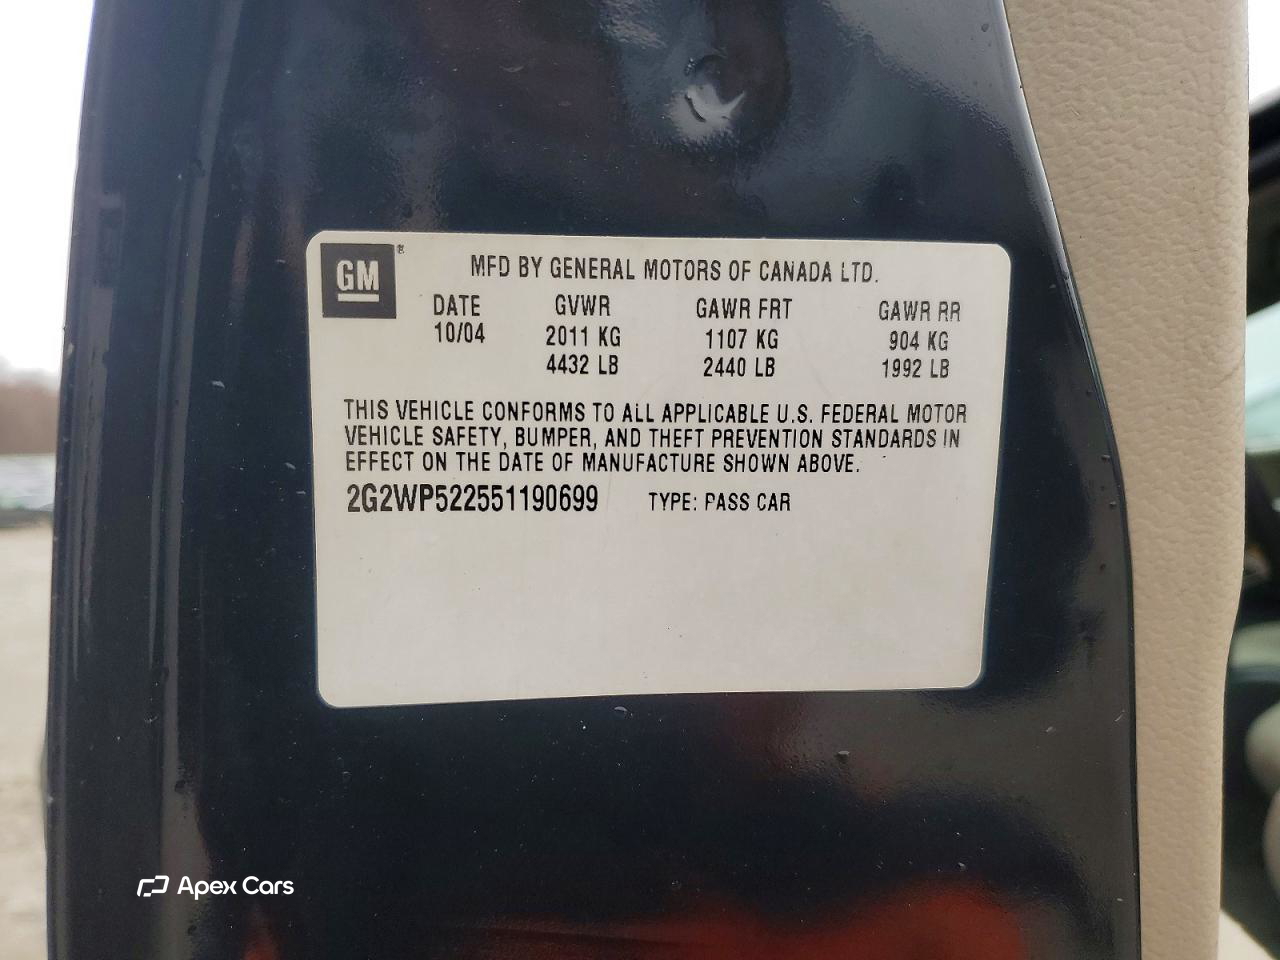 GM ®
MFD BY GENERAL MOTORS OF CANADA LTD.
DATE GVWR GAWR FRT GAWR RR
10/04 2011 KG 1107 KG 904 KG
4432 LB 2440 LB 1992 LB
THIS VEHICLE CONFORMS TO ALL APPLICABLE U.S. FEDERAL MOTOR
VEHICLE SAFETY, BUMPER, AND THEFT PREVENTION STANDARDS IN
EFFECT ON THE DATE OF MANUFACTURE SHOWN ABOVE.
2G2WP522551190699 TYPE: PASS CAR
Apex Cars